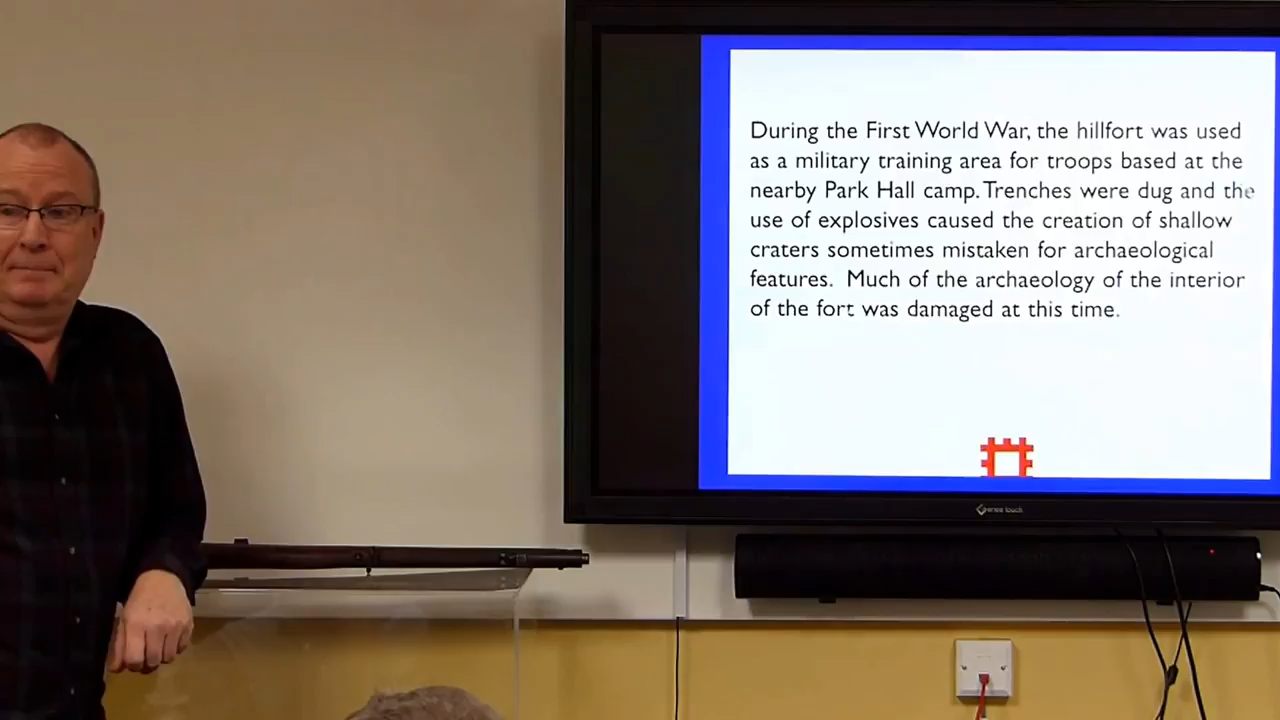 During the First World War, the hillfort was used
as a military training area for troops based at the
nearby Park Hall camp. Trenches were dug and the
use of explosives caused the creation of shallow
craters sometimes mistaken for archaeological
features. Much of the archaeology of the interior
of the fort was damaged at this time.